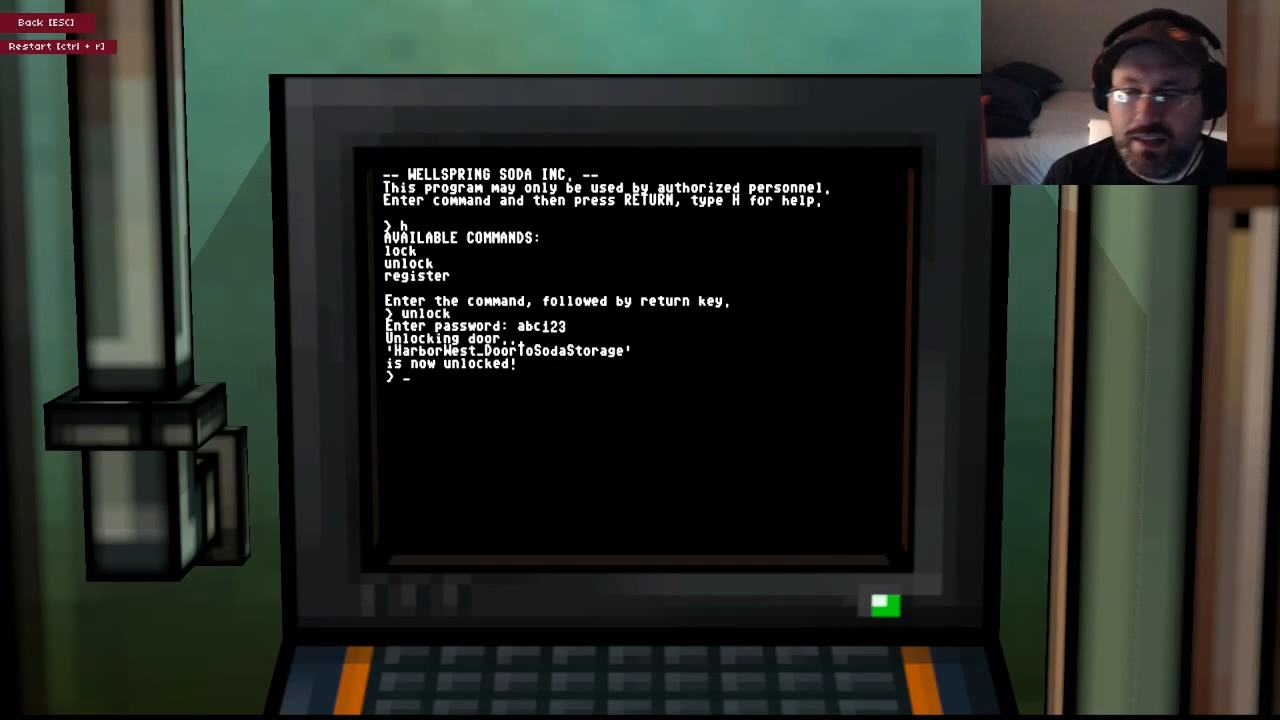 Back [ESC]
Restart [ctrl + r]
-- WELLSPRING SODA INC. --
This program may only be used by authorized personnel.
Enter command and then press RETURN, type H for help.
> h
AVAILABLE COMMANDS:
lock
unlock
register
Enter the command, followed by return key.
> unlock
Enter password: abc123
Unlocking door...
'HarborWest_DoorToSodaStorage'
is now unlocked!
> _